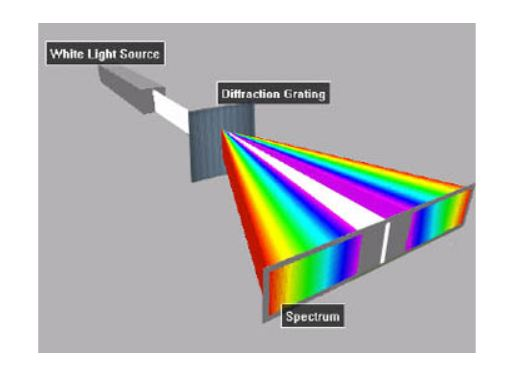 White Light Source
Diffraction Grating
Spectrum